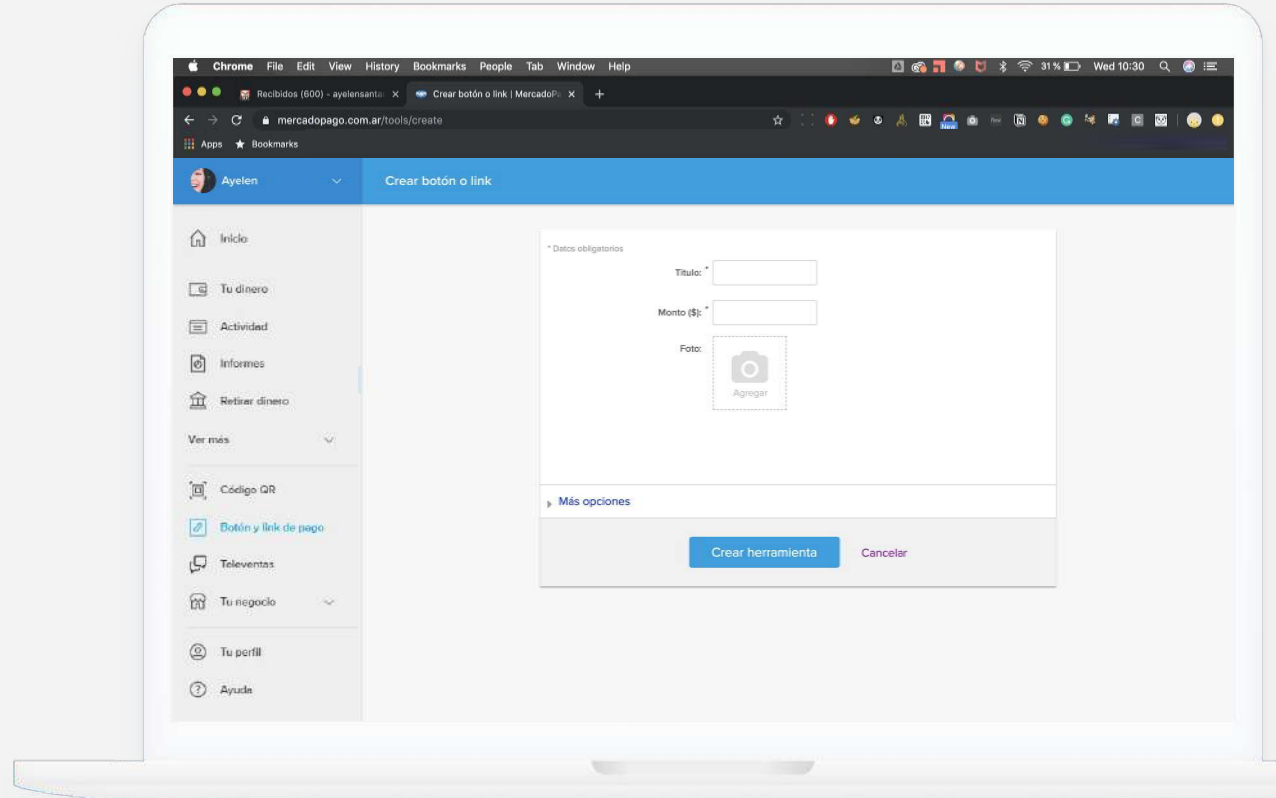 Chrome File Edit View History Bookmarks People Tab Window Help 31% Wed 10:30
Recibidos (600) - ayelensanta × Crear botón o link | MercadoPa × +
mercadopago.com.ar/tools/create
New
Apps Bookmarks
Ayelen
Crear botón o link
Inicio
Tu dinero
Actividad
Informes
Retirar dinero
Ver más
Código QR
Botón y link de pago
Televentas
Tu negocio
Tu perfil
Ayuda
* Datos obligatorios
Titulo: *
Monto ($): *
Foto:
Agregar
Más opciones
Crear herramienta Cancelar